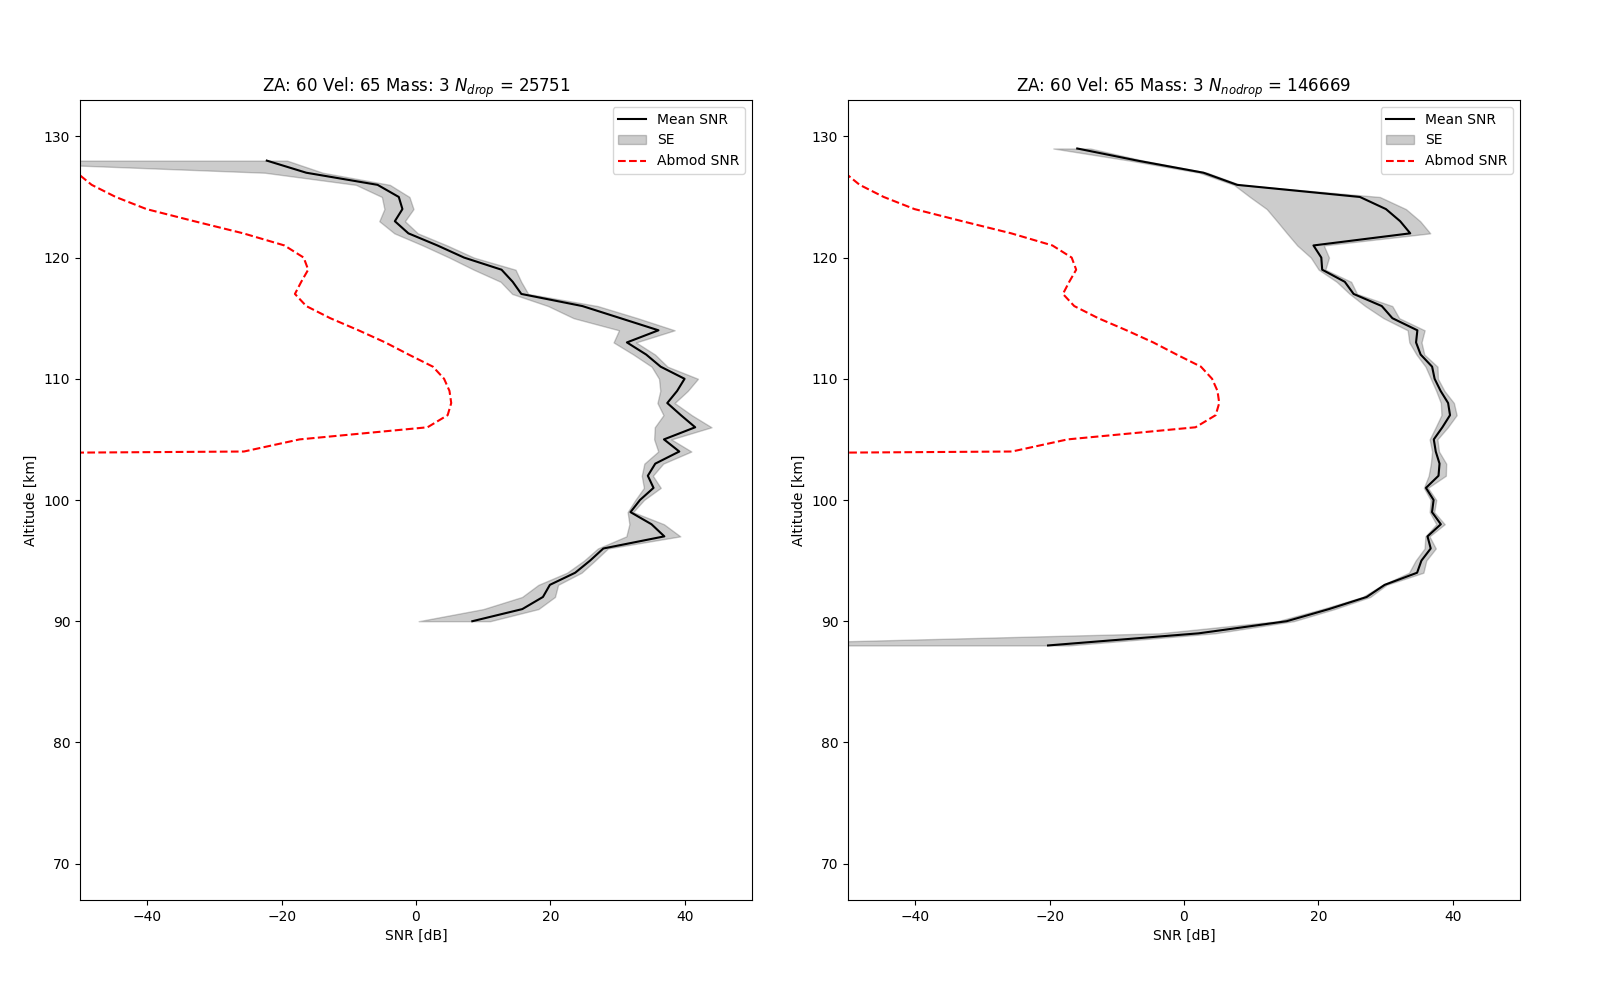 ZA: 60 Vel: 65 Mass: 3 N_drop = 25751
Mean SNR
SE
Abmod SNR
130
120
110
100
90
80
70
Altitude [km]
−40 −20 0 20 40
SNR [dB]
ZA: 60 Vel: 65 Mass: 3 N_nodrop = 146669
Mean SNR
SE
Abmod SNR
130
120
110
100
90
80
70
Altitude [km]
−40 −20 0 20 40
SNR [dB]